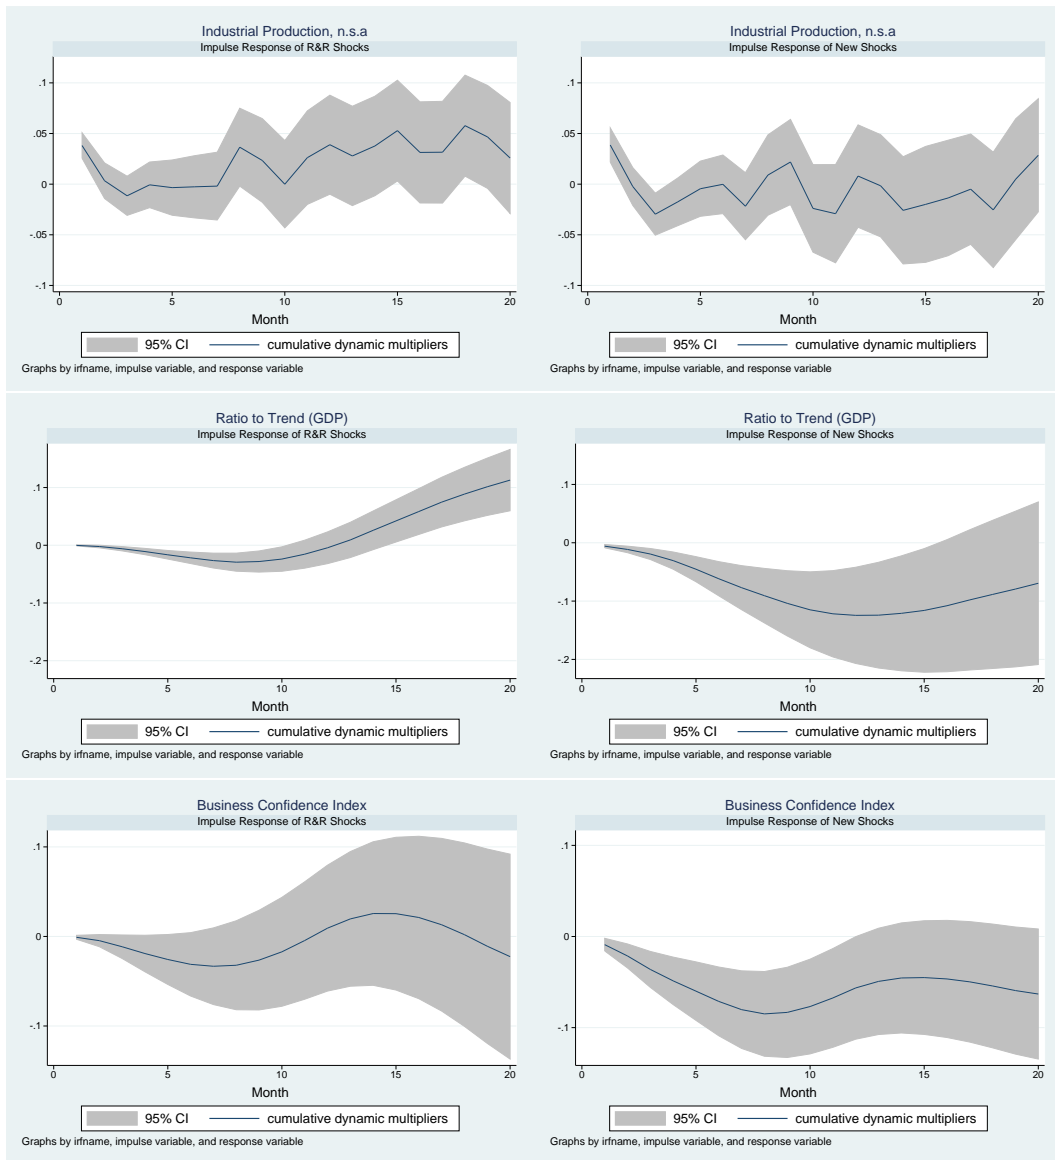 Industrial Production, n.s.a
Impulse Response of R&R Shocks
.1
.05
0
-.05
-.1
0 5 10 15 20
Month
95% CI cumulative dynamic multipliers
Graphs by irfname, impulse variable, and response variable
Industrial Production, n.s.a
Impulse Response of New Shocks
.1
.05
0
-.05
-.1
0 5 10 15 20
Month
95% CI cumulative dynamic multipliers
Graphs by irfname, impulse variable, and response variable
Ratio to Trend (GDP)
Impulse Response of R&R Shocks
.1
0
-.1
-.2
0 5 10 15 20
Month
95% CI cumulative dynamic multipliers
Graphs by irfname, impulse variable, and response variable
Ratio to Trend (GDP)
Impulse Response of New Shocks
.1
0
-.1
-.2
0 5 10 15 20
Month
95% CI cumulative dynamic multipliers
Graphs by irfname, impulse variable, and response variable
Business Confidence Index
Impulse Response of R&R Shocks
.1
0
-.1
0 5 10 15 20
Month
95% CI cumulative dynamic multipliers
Graphs by irfname, impulse variable, and response variable
Business Confidence Index
Impulse Response of New Shocks
.1
0
-.1
0 5 10 15 20
Month
95% CI cumulative dynamic multipliers
Graphs by irfname, impulse variable, and response variable